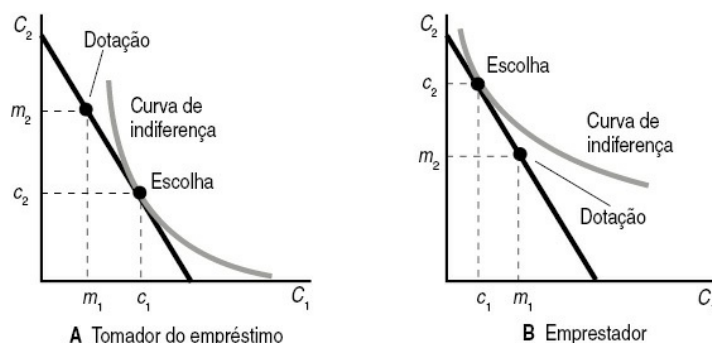 C₂
Dotação
m₂
Curva de
indiferença
Escolha
c₂
m₁
c₁
C₁
A Tomador do empréstimo
C₂
Escolha
c₂
Curva de
indiferença
m₂
Dotação
c₁
m₁
B Emprestador